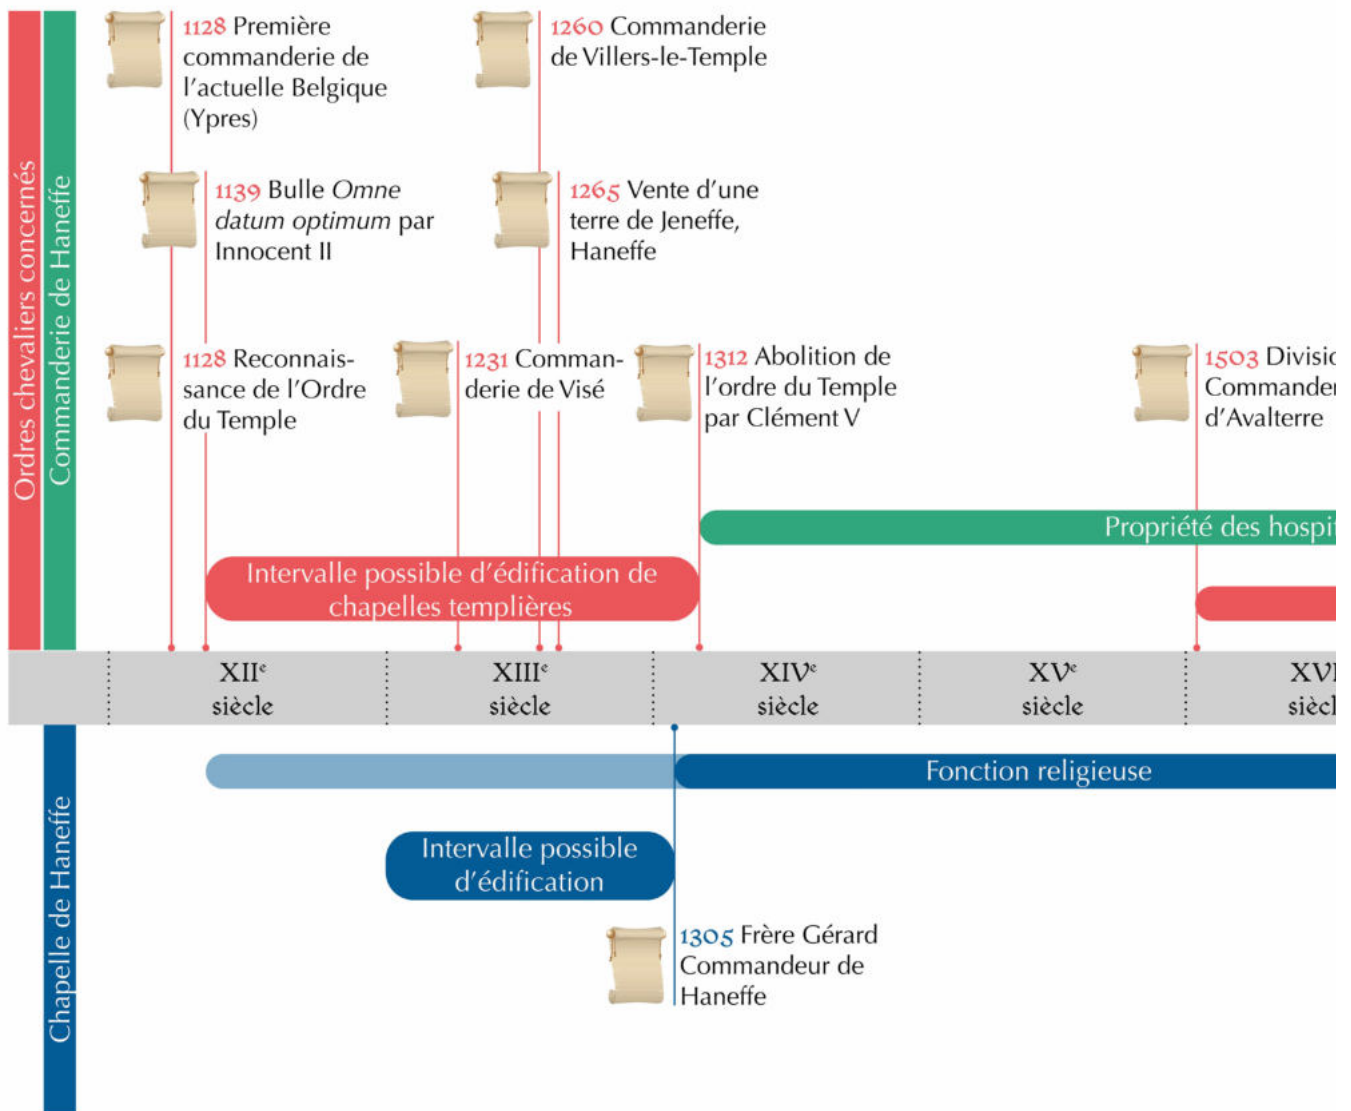 Ordres chevaliers concernés
Commanderie de Haneffe
1128 Première
commanderie de
l'actuelle Belgique
(Ypres)
1260 Commanderie
de Villers-le-Temple
1139 Bulle Omne
datum optimum par
Innocent II
1265 Vente d'une
terre de Jeneffe,
Haneffe
1128 Reconnais-
sance de l'Ordre
du Temple
1231 Comman-
derie de Visé
1312 Abolition de
l'ordre du Temple
par Clément V
1503
d'Avalterre
Propriété des
Intervalle possible d'édification de
chapelles templières
XIIe
siècle
XIIIe
siècle
XIVe
siècle
XVe
siècle
Chapelle de Haneffe
Fonction religieuse
Intervalle possible
d'édification
1305 Frère Gérard
Commandeur de
Haneffe